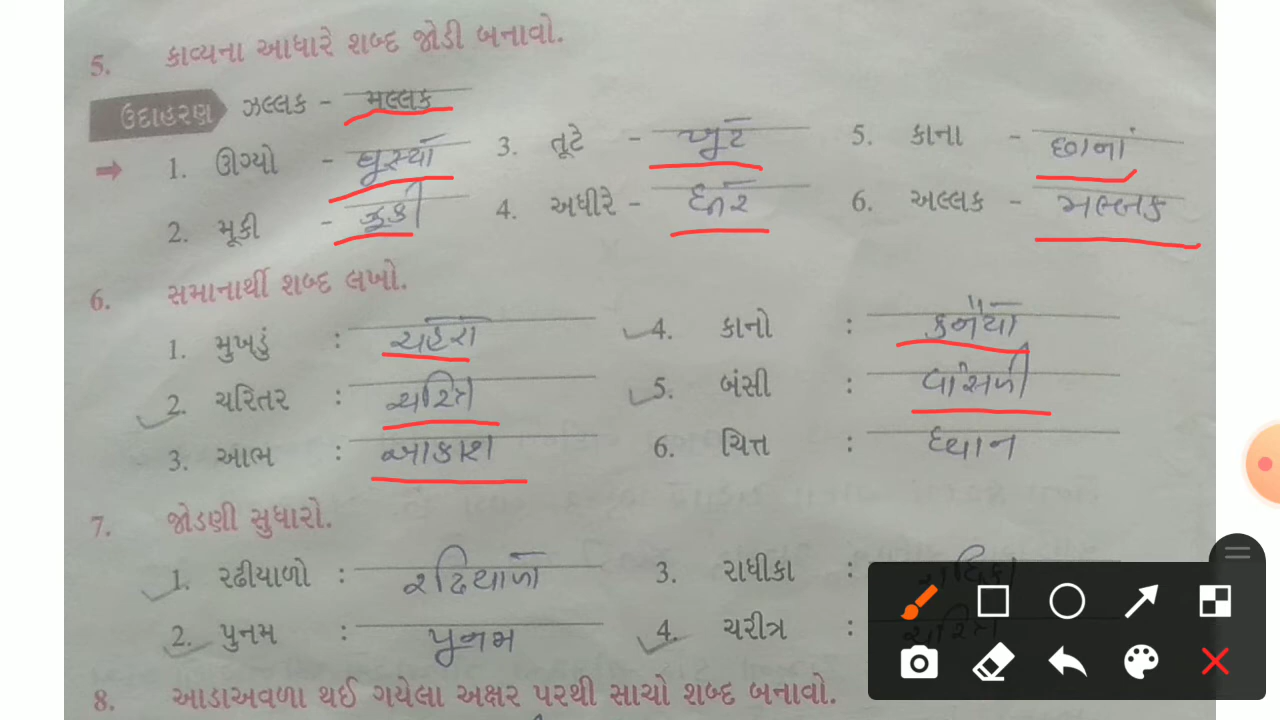 5. કાવ્યના આધારે શબ્દ જોડી બનાવો.
ઉદાહરણ ઝલ્લક - મલ્લક
1. ઊગ્યો - ઘૂસ્યો 3. તૂટે - ખૂટે 5. કાના - છાનાં
2. મૂકી - ઝૂકી 4. અધીરે - ધીરે 6. અલ્લક - મલ્લક
6. સમાનાર્થી શબ્દ લખો.
1. મુખડું : ચહેરો 4. કાનો : કનૈયો
2. ચરિતર : ચરિત્ર 5. બંસી : વાંસળી
3. આભ : આકાશ 6. ચિત્ત : ધ્યાન
7. જોડણી સુધારો.
1. રઢીયાળો : રઢિયાળો 3. રાધીકા : રાધિકા
2. પુનમ : પૂનમ 4. ચરીત્ર : ચરિત્ર
8. આડાઅવળા થઈ ગયેલા અક્ષર પરથી સાચો શબ્દ બનાવો.